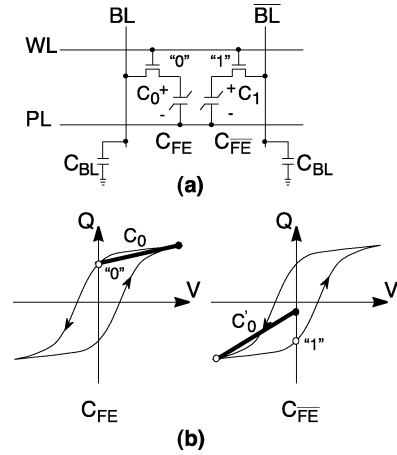 BL BL
WL "0" "1"
C0 + + C1
PL - -
CFE CFE
CBL CBL
(a)
Q C0 Q
"0" V V
C'0 "1"
CFE CFE
(b)